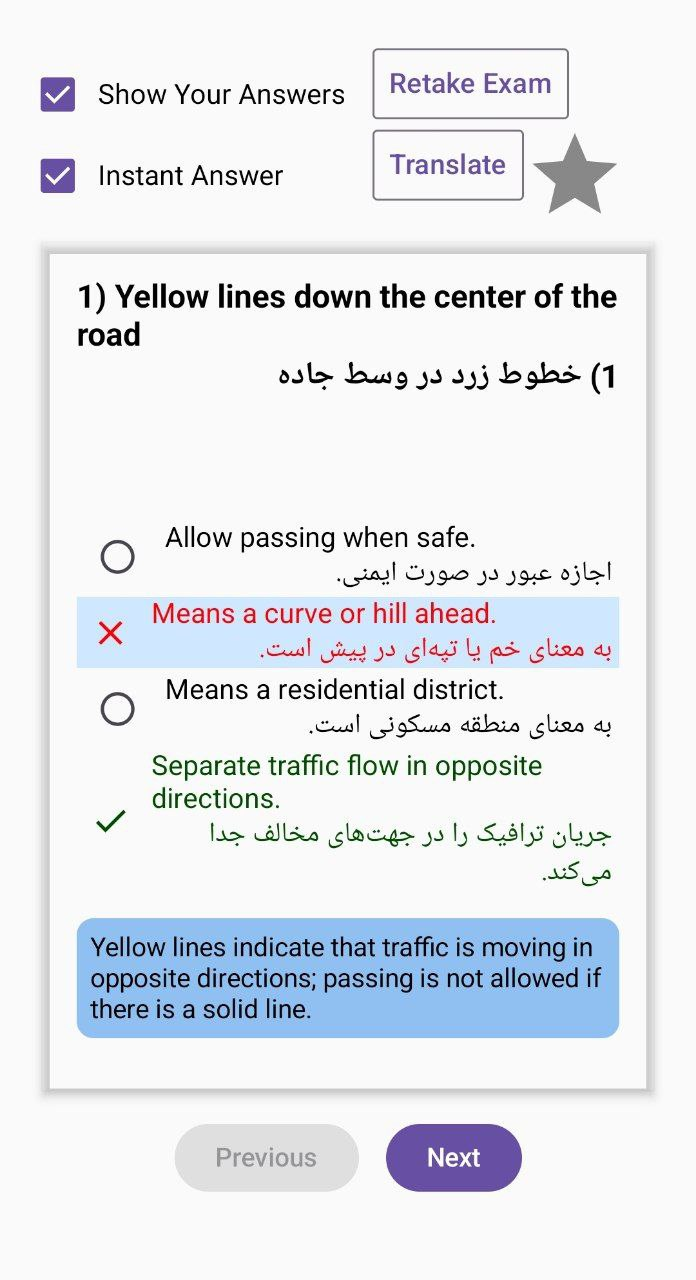 Show Your Answers
Retake Exam
Instant Answer
Translate
1) Yellow lines down the center of the
road
1) خطوط زرد در وسط جاده
Allow passing when safe.
اجازه عبور در صورت ایمنی.
Means a curve or hill ahead.
به معنای خم یا تپه‌ای در پیش است.
Means a residential district.
به معنای منطقه مسکونی است.
Separate traffic flow in opposite
directions.
جریان ترافیک را در جهت‌های مخالف جدا
می‌کند.
Yellow lines indicate that traffic is moving in
opposite directions; passing is not allowed if
there is a solid line.
Previous
Next